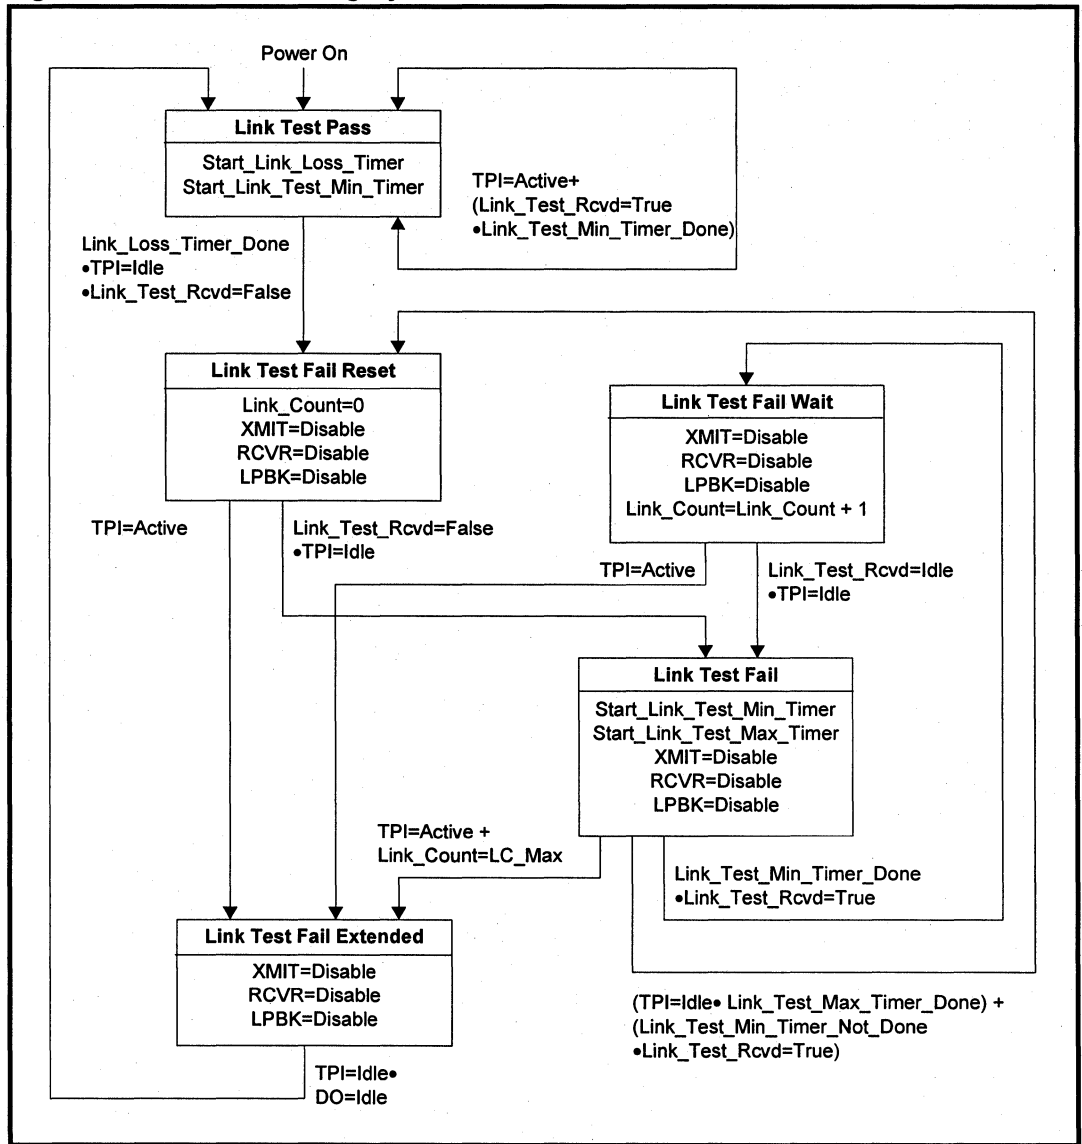 Power On
Link Test Pass
Start_Link_Loss_Timer
Start_Link_Test_Min_Timer
TPI=Active+
(Link_Test_Rcvd=True
•Link_Test_Min_Timer_Done)
Link_Loss_Timer_Done
•TPI=Idle
•Link_Test_Rcvd=False
Link Test Fail Reset
Link_Count=0
XMIT=Disable
RCVR=Disable
LPBK=Disable
Link Test Fail Wait
XMIT=Disable
RCVR=Disable
LPBK=Disable
Link_Count=Link_Count + 1
TPI=Active
Link_Test_Rcvd=False
•TPI=Idle
TPI=Active
Link_Test_Rcvd=Idle
•TPI=Idle
Link Test Fail
Start_Link_Test_Min_Timer
Start_Link_Test_Max_Timer
XMIT=Disable
RCVR=Disable
LPBK=Disable
TPI=Active +
Link_Count=LC_Max
Link_Test_Min_Timer_Done
•Link_Test_Rcvd=True
Link Test Fail Extended
XMIT=Disable
RCVR=Disable
LPBK=Disable
(TPI=Idle• Link_Test_Max_Timer_Done) +
(Link_Test_Min_Timer_Not_Done
•Link_Test_Rcvd=True)
TPI=Idle•
DO=Idle